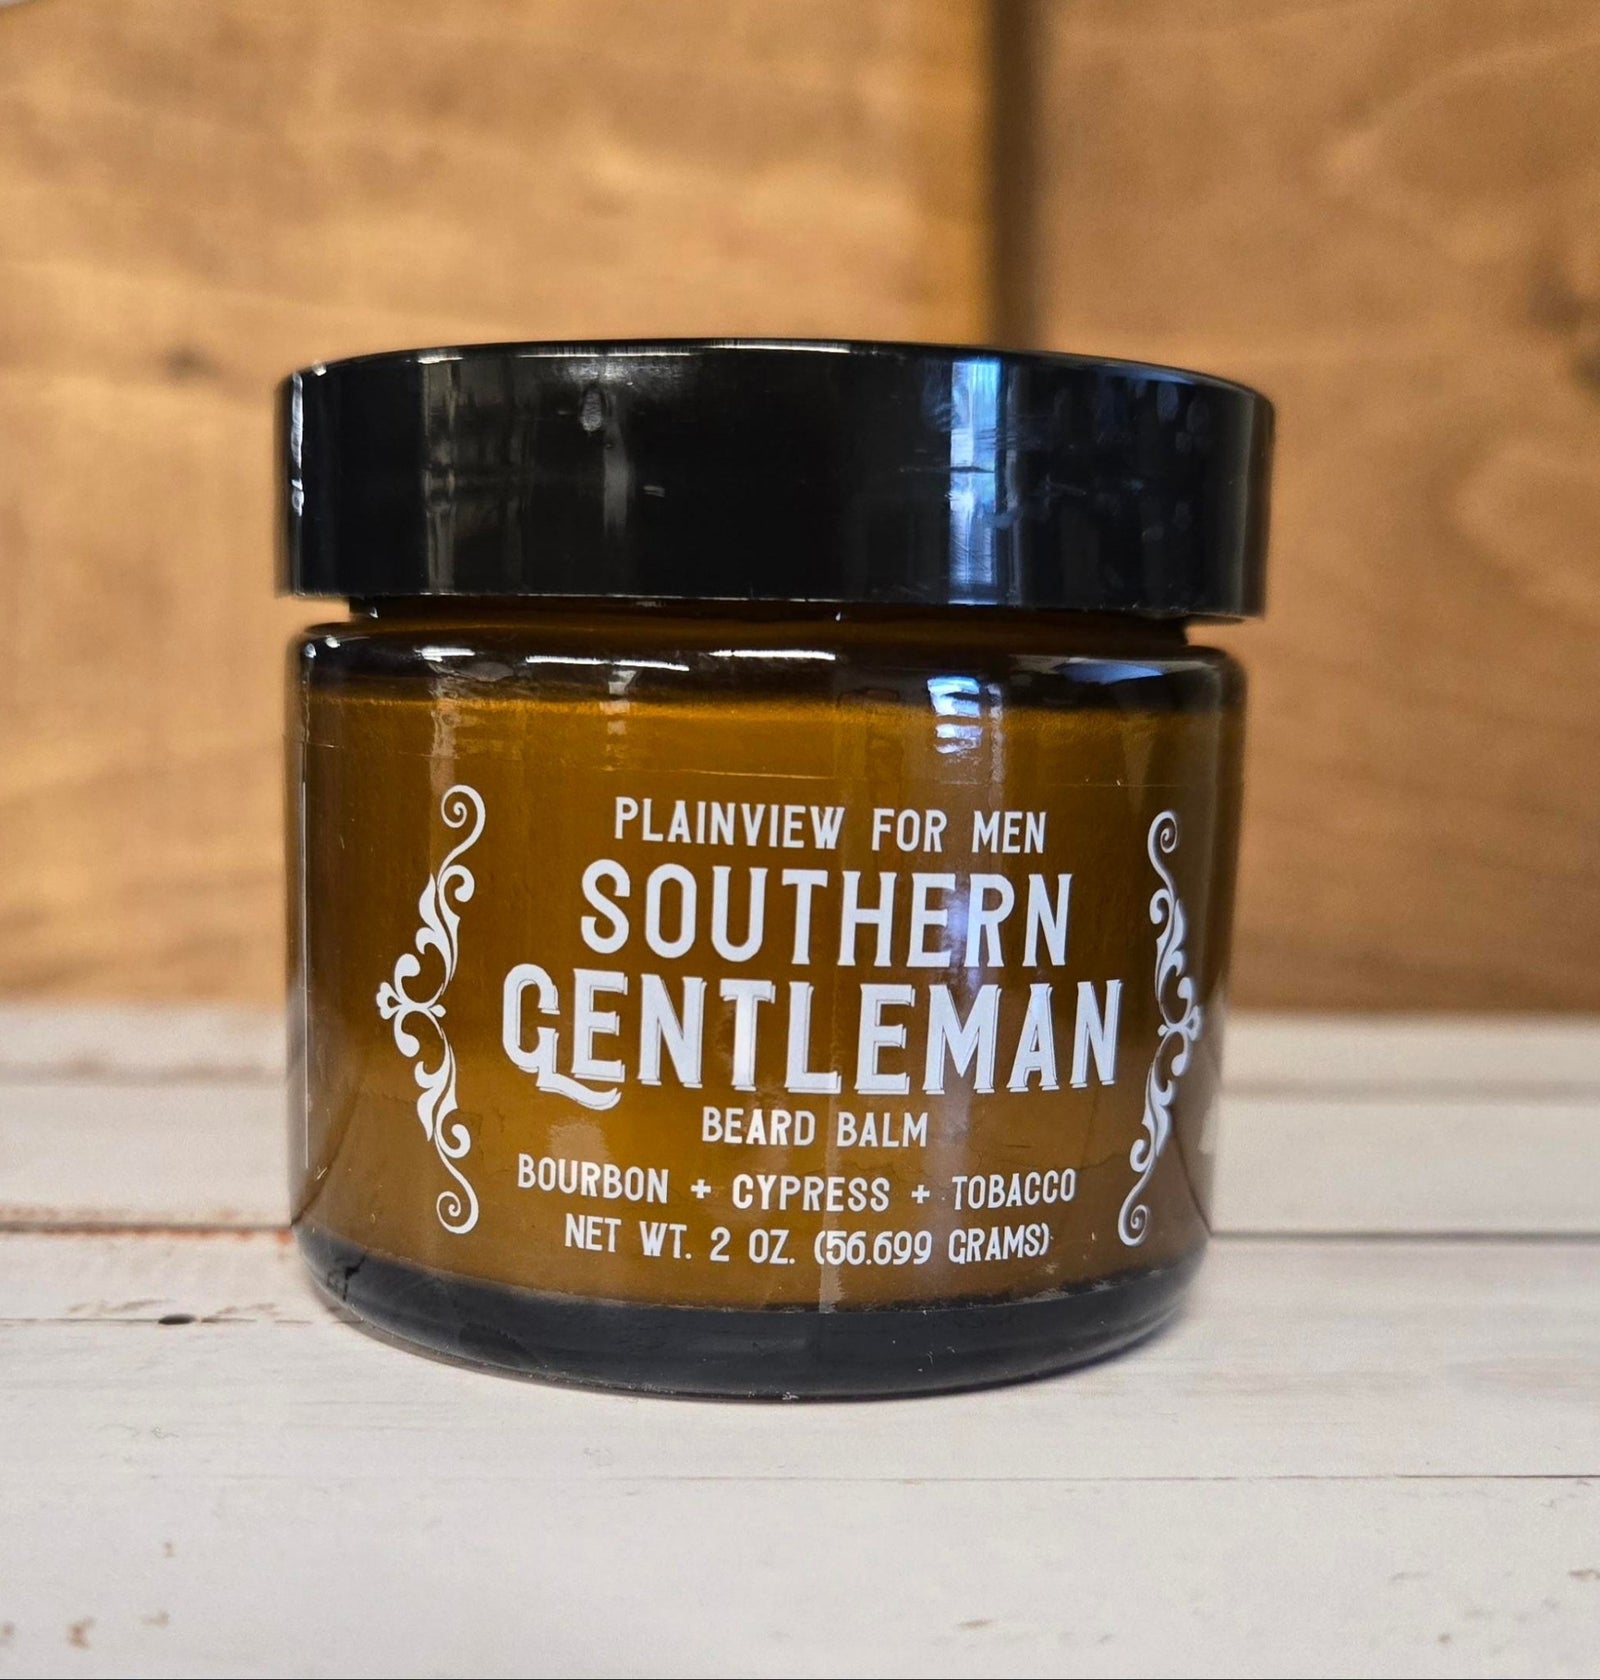 PLAINVIEW FOR MEN
SOUTHERN
GENTLEMAN
BEARD BALM
BOURBON + CYPRESS + TOBACCO
NET WT. 2 OZ. (56.699 GRAMS)